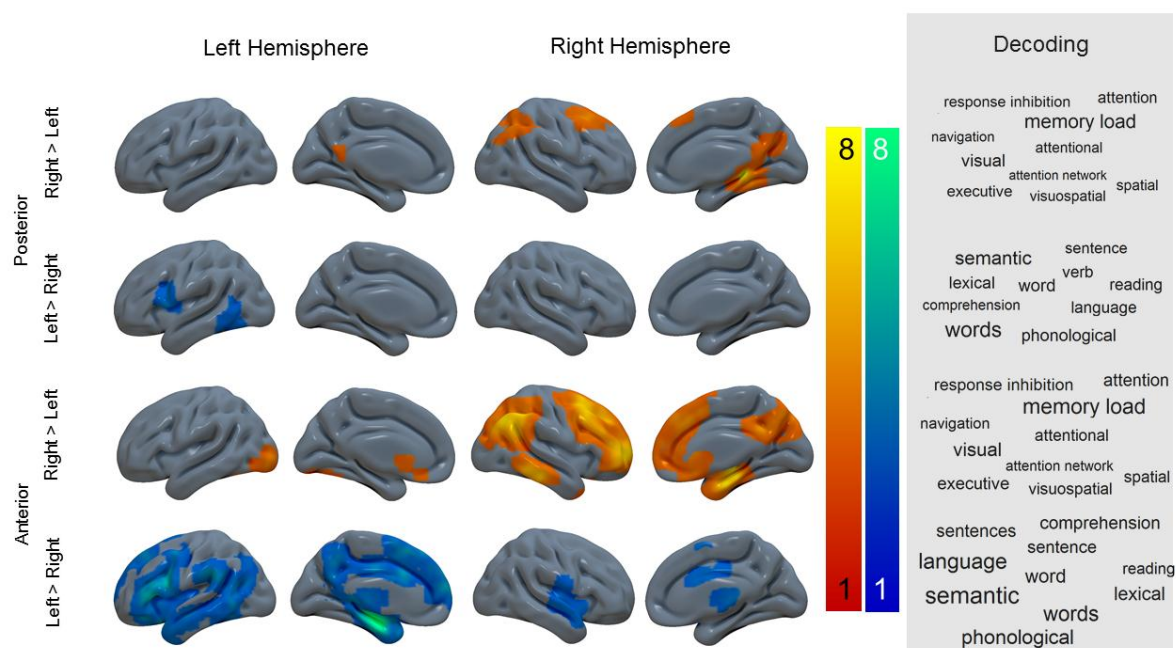 Left Hemisphere
Right Hemisphere
Decoding
Posterior
Right > Left
Left > Right
Anterior
Right > Left
Left > Right
8
8
1
1
response inhibition
attention
memory load
navigation
attentional
visual
attention network
executive
visuospatial
spatial
sentence
semantic
verb
lexical
word
reading
comprehension
language
words
phonological
response inhibition
attention
memory load
navigation
attentional
visual
attention network
executive
visuospatial
spatial
sentences
comprehension
sentence
language
word
reading
semantic
lexical
words
phonological